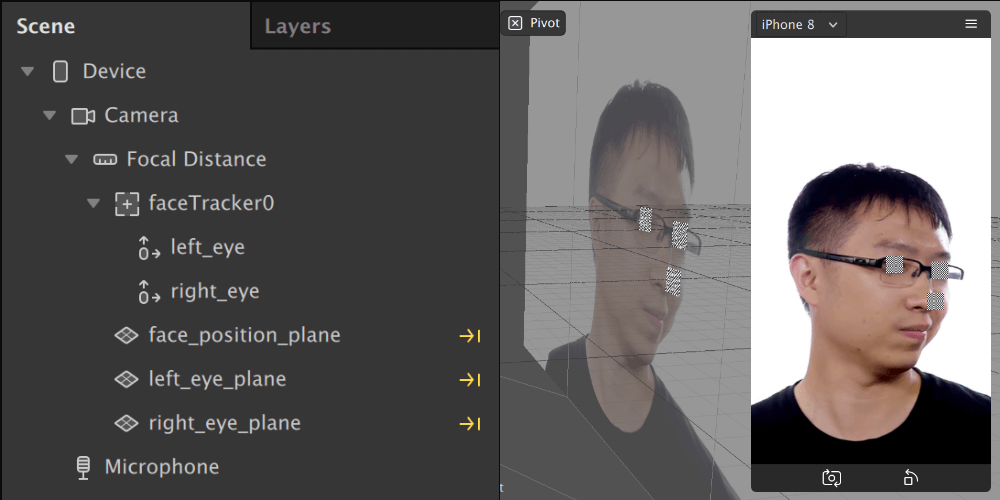 Scene
Layers
Device
Camera
Focal Distance
faceTracker0
left_eye
right_eye
face_position_plane
left_eye_plane
right_eye_plane
Microphone
Pivot
t
iPhone 8